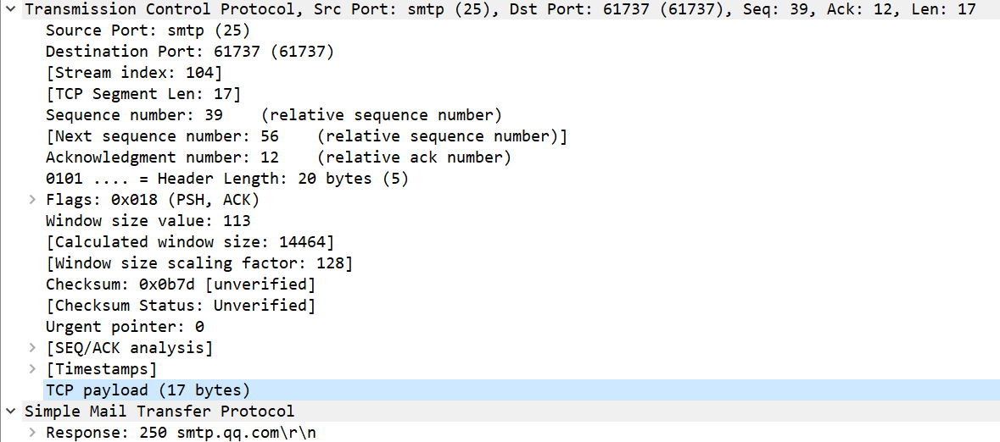 Transmission Control Protocol, Src Port: smtp (25), Dst Port: 61737 (61737), Seq: 39, Ack: 12, Len: 17
Source Port: smtp (25)
Destination Port: 61737 (61737)
[Stream index: 104]
[TCP Segment Len: 17]
Sequence number: 39    (relative sequence number)
[Next sequence number: 56    (relative sequence number)]
Acknowledgment number: 12    (relative ack number)
0101 .... = Header Length: 20 bytes (5)
Flags: 0x018 (PSH, ACK)
Window size value: 113
[Calculated window size: 14464]
[Window size scaling factor: 128]
Checksum: 0x0b7d [unverified]
[Checksum Status: Unverified]
Urgent pointer: 0
[SEQ/ACK analysis]
[Timestamps]
TCP payload (17 bytes)
Simple Mail Transfer Protocol
Response: 250 smtp.qq.com\r\n